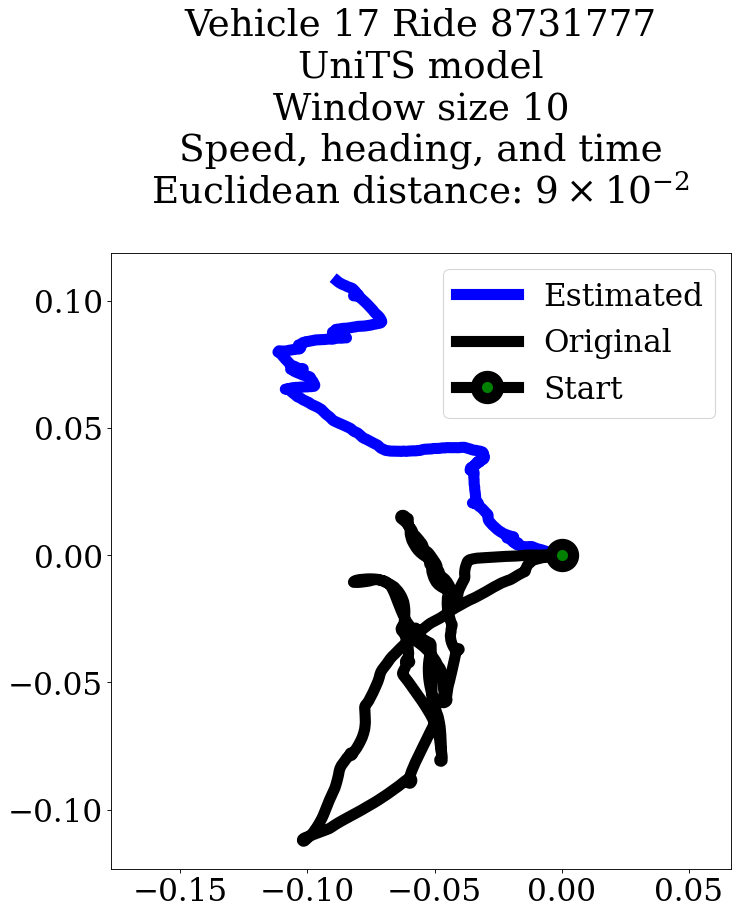 Vehicle 17 Ride 8731777
UniTS model
Window size 10
Speed, heading, and time
Euclidean distance: 9 × 10⁻²
Estimated
Original
Start
0.10
0.05
0.00
−0.05
−0.10
−0.15 −0.10 −0.05 0.00 0.05